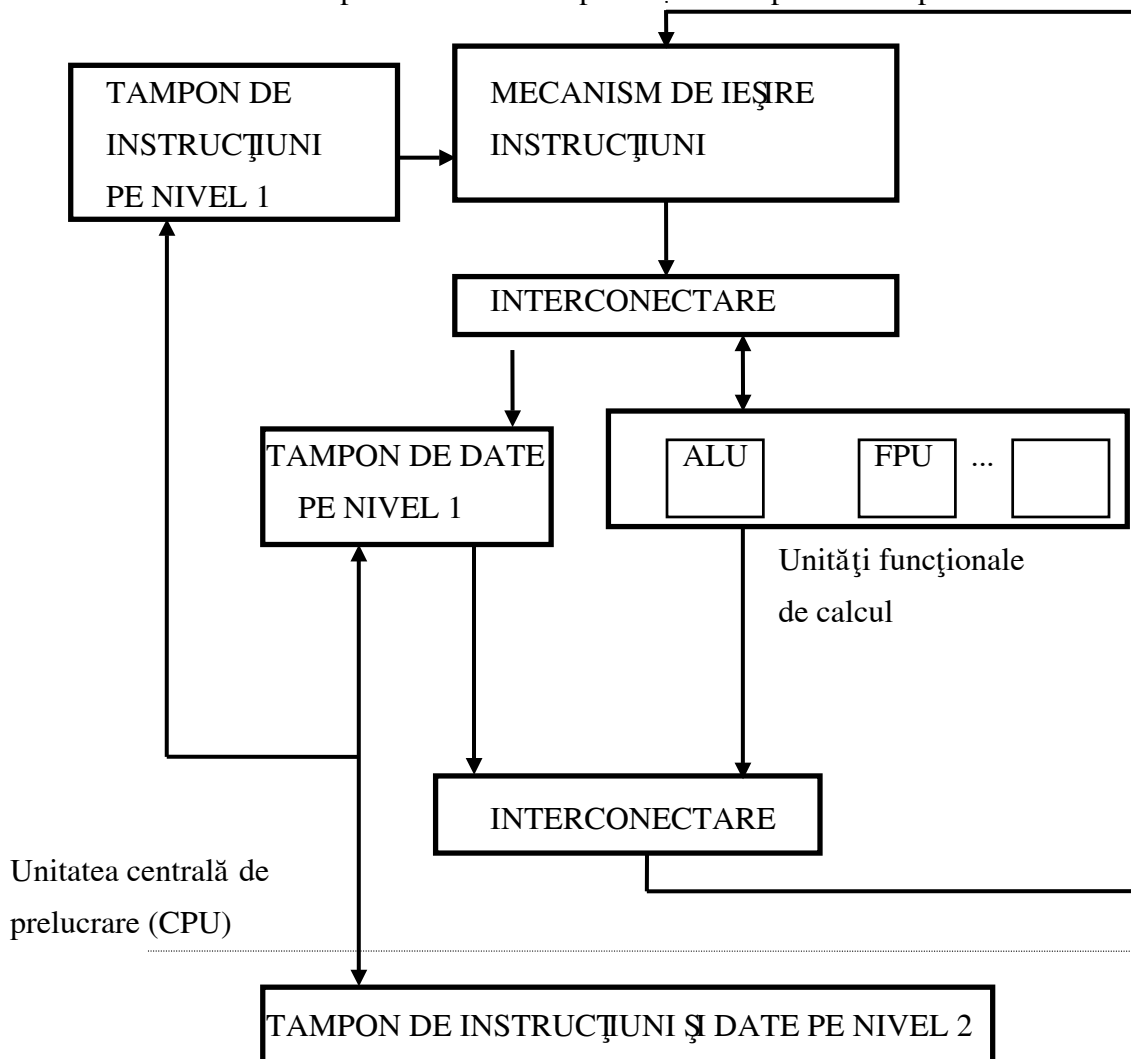 TAMPON DE
INSTRUCŢIUNI
PE NIVEL 1
MECANISM DE IEŞIRE
INSTRUCŢIUNI
INTERCONECTARE
TAMPON DE DATE
PE NIVEL 1
ALU
FPU
...
Unităţi funcţionale
de calcul
INTERCONECTARE
Unitatea centrală de
prelucrare (CPU)
TAMPON DE INSTRUCŢIUNI ŞI DATE PE NIVEL 2